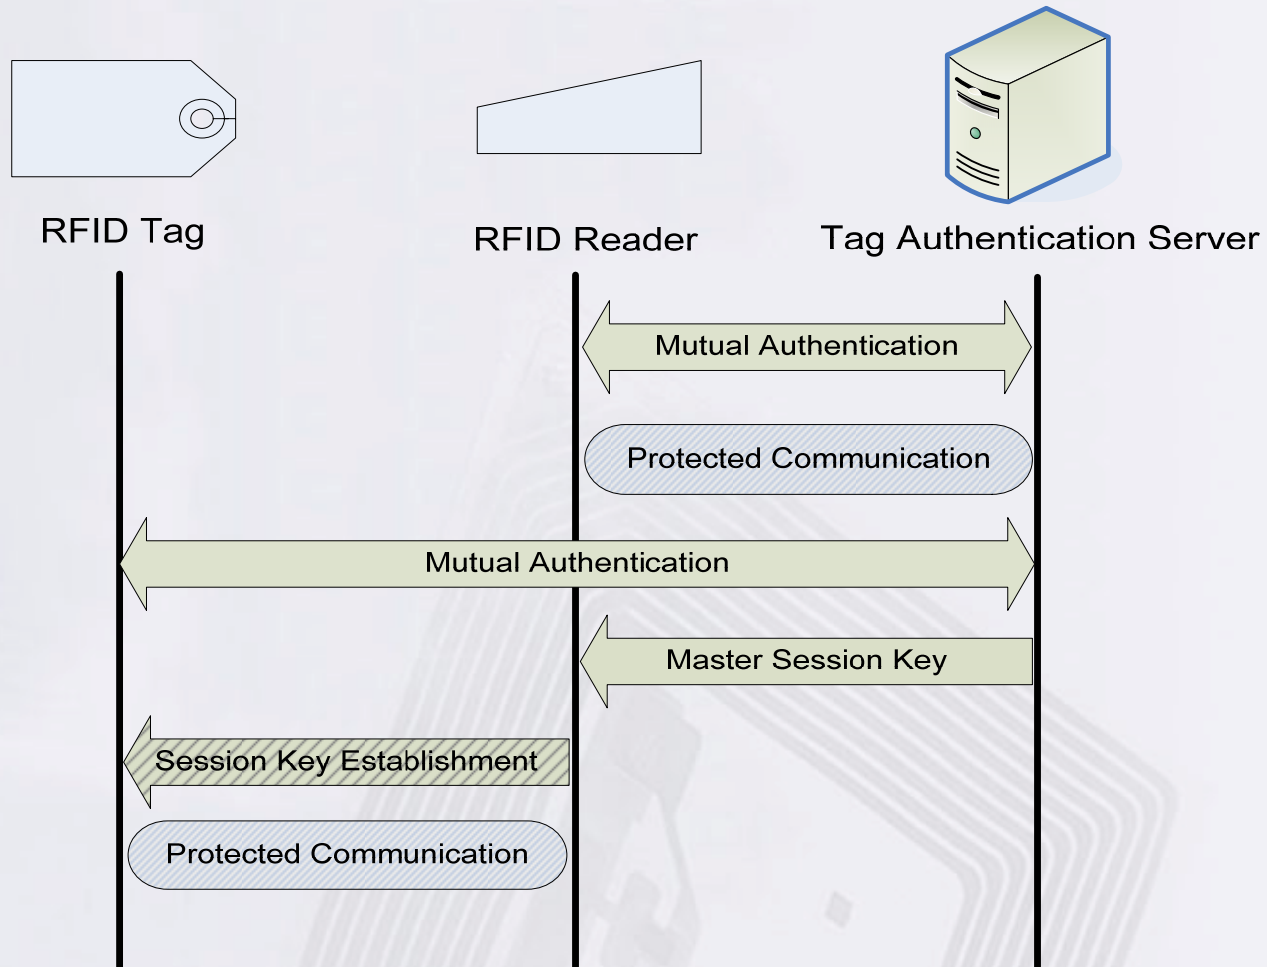 RFID Tag
RFID Reader
Tag Authentication Server
Mutual Authentication
Protected Communication
Mutual Authentication
Master Session Key
Session Key Establishment
Protected Communication